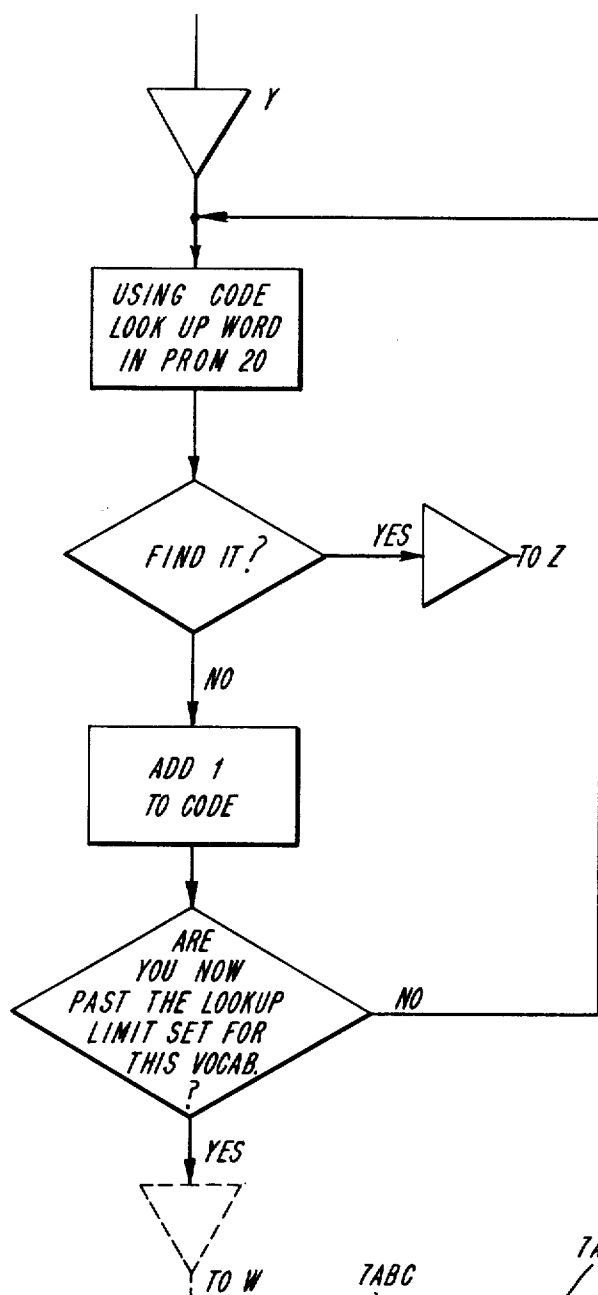 Y
USING CODE
LOOK UP WORD
IN PROM 20
FIND IT?
YES
TO Z
NO
ADD 1
TO CODE
ARE
YOU NOW
PAST THE LOOKUP
LIMIT SET FOR
THIS VOCAB.
?
NO
YES
TO W
7ABC